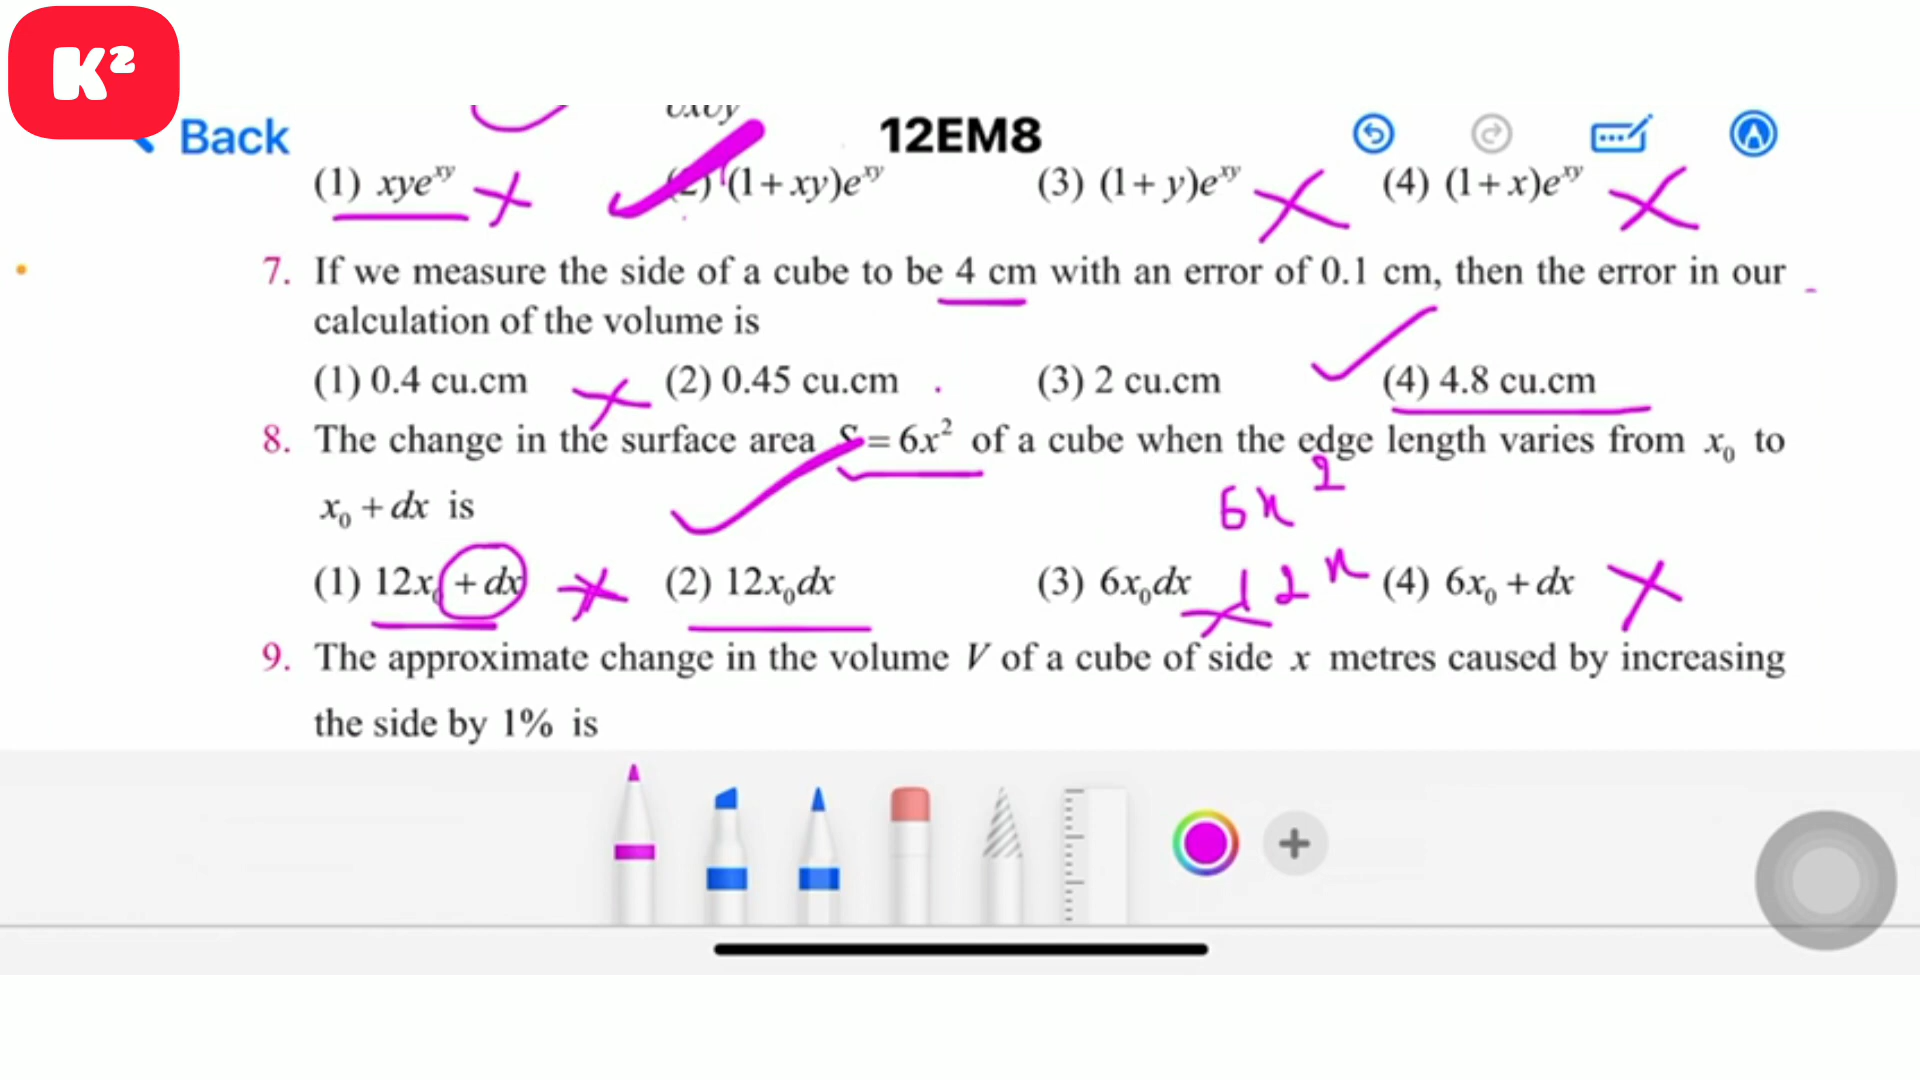 K²
Back 12EM8
(1) xye^xy (2) (1+xy)e^xy (3) (1+y)e^xy (4) (1+x)e^xy
7. If we measure the side of a cube to be 4 cm with an error of 0.1 cm, then the error in our
calculation of the volume is
(1) 0.4 cu.cm (2) 0.45 cu.cm (3) 2 cu.cm (4) 4.8 cu.cm
8. The change in the surface area S = 6x² of a cube when the edge length varies from x₀ to
6x²
x₀ + dx is
(1) 12x₀ + dx (2) 12x₀dx (3) 6x₀dx 12x (4) 6x₀ + dx
9. The approximate change in the volume V of a cube of side x metres caused by increasing
the side by 1% is